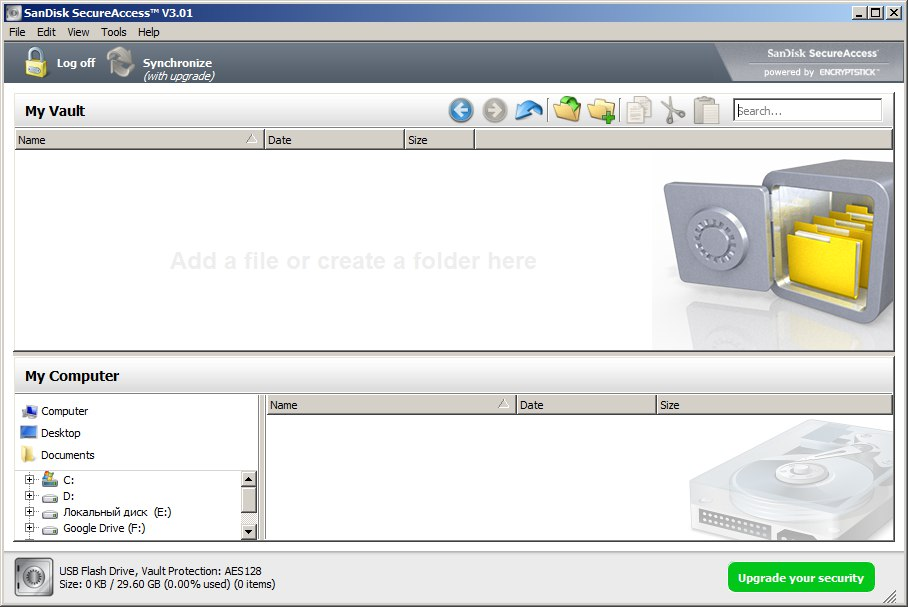 SanDisk SecureAccess™ V3.01
File Edit View Tools Help
Log off
Synchronize
(with upgrade)
SanDisk SecureAccess™
powered by ENCRYPTSTICK™
My Vault
Search...
Name Date Size
Add a file or create a folder here
My Computer
Computer
Desktop
Documents
C:
D:
Локальный диск (E:)
Google Drive (F:)
Name Date Size
USB Flash Drive, Vault Protection: AES128
Size: 0 KB / 29.60 GB (0.00% used) (0 items)
Upgrade your security